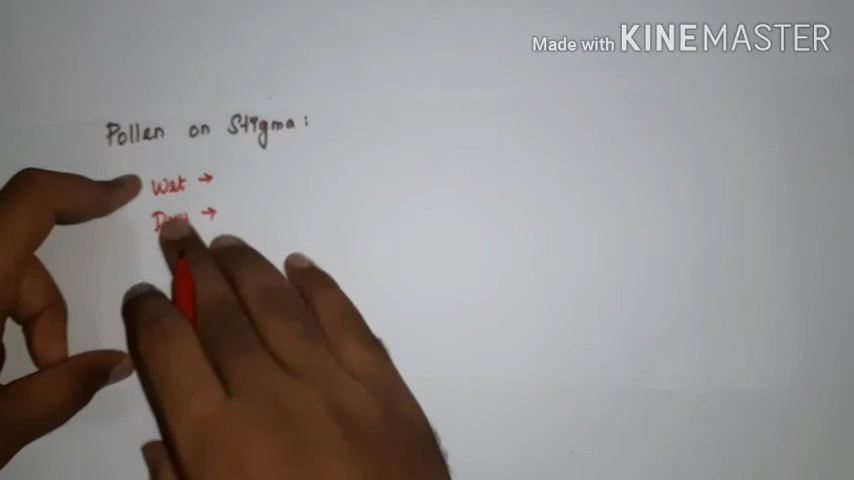 Made with KINEMASTER
Pollen on Stigma :
Wet →
Dry →